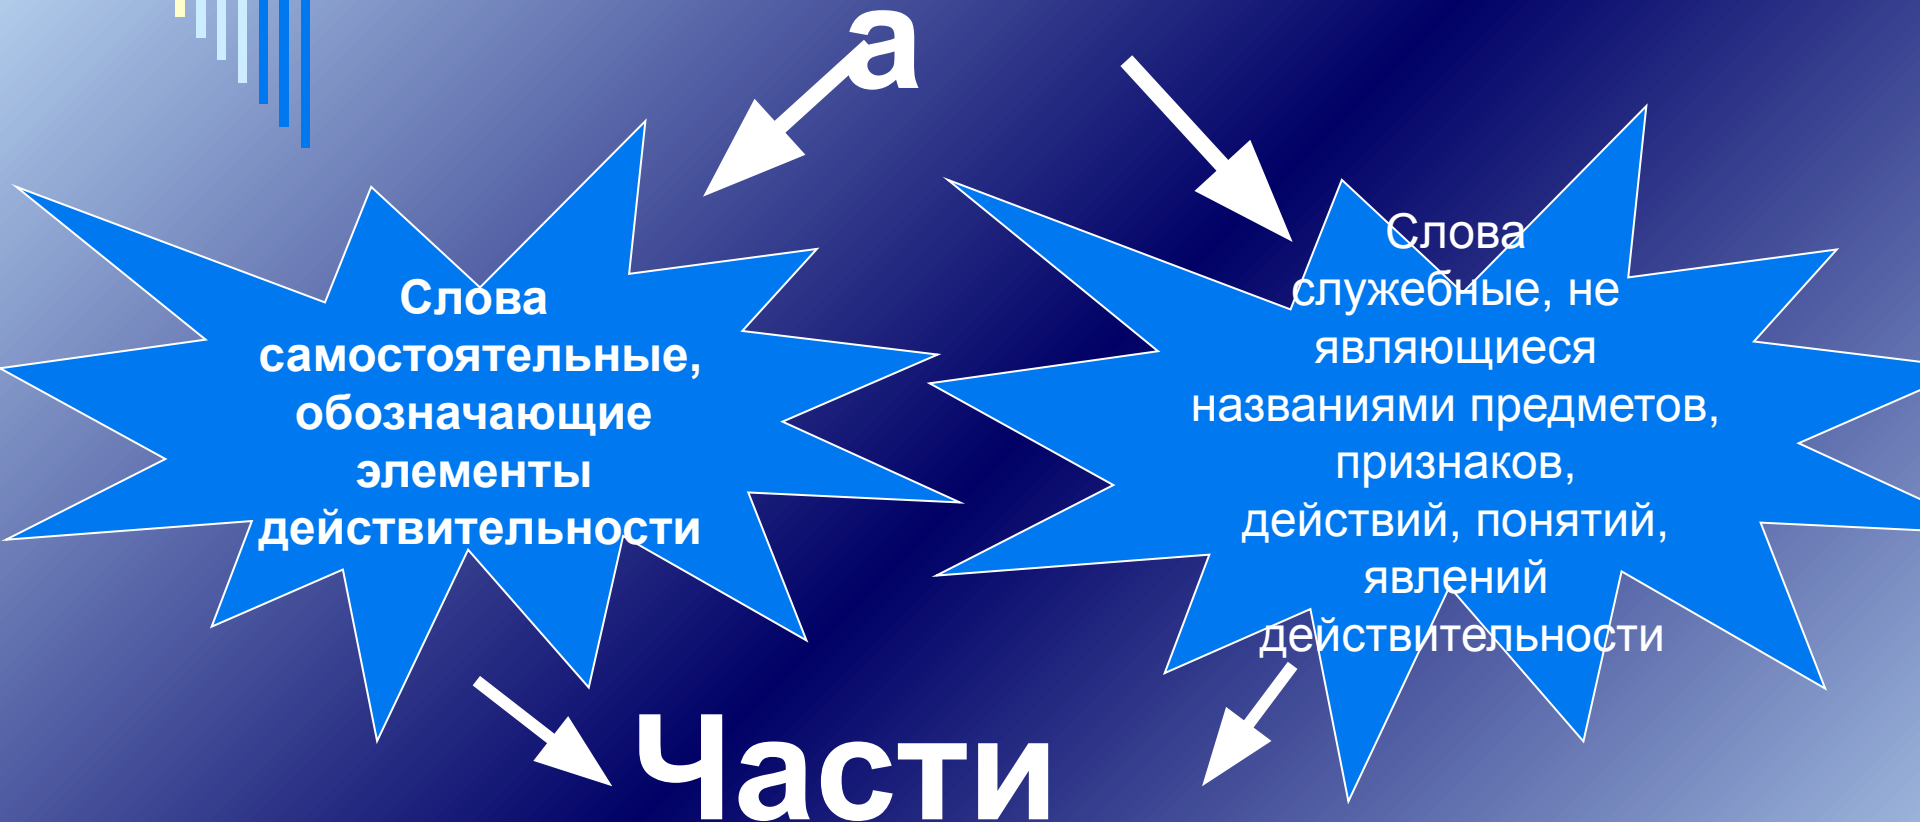 а
Слова
самостоятельные,
обозначающие
элементы
действительности
Слова
служебные, не
являющиеся
названиями предметов,
признаков,
действий, понятий,
явлений
действительности
Части